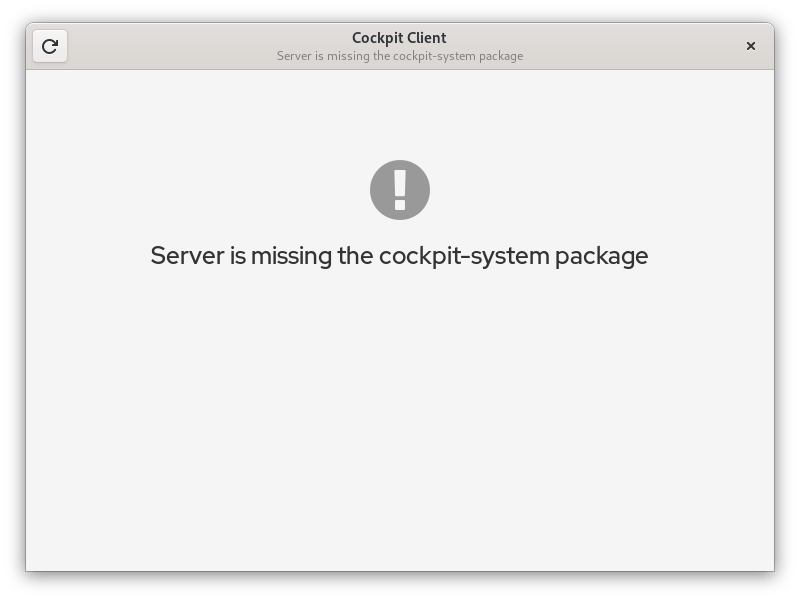 Cockpit Client
Server is missing the cockpit-system package
Server is missing the cockpit-system package